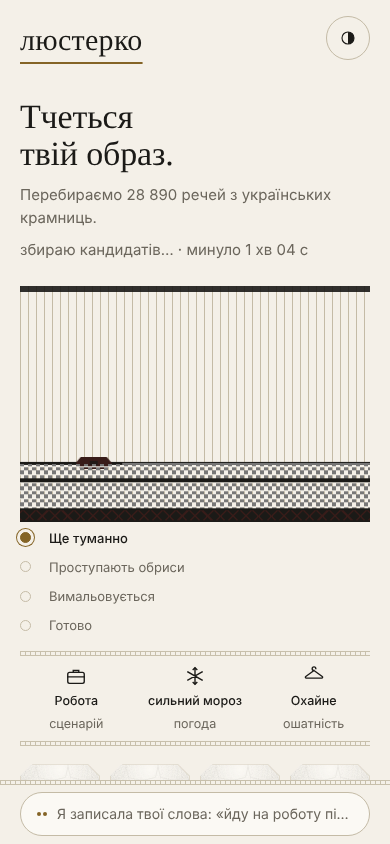 люстерко
Тчеться
твій образ.
Перебираємо 28 890 речей з українських
крамниць.
збираю кандидатів... · минуло 1 хв 04 с
Ще туманно
Проступають обриси
Вимальовується
Готово
Робота
сценарій
сильний мороз
погода
Охайне
ошатність
Я записала твої слова: «йду на роботу пі...